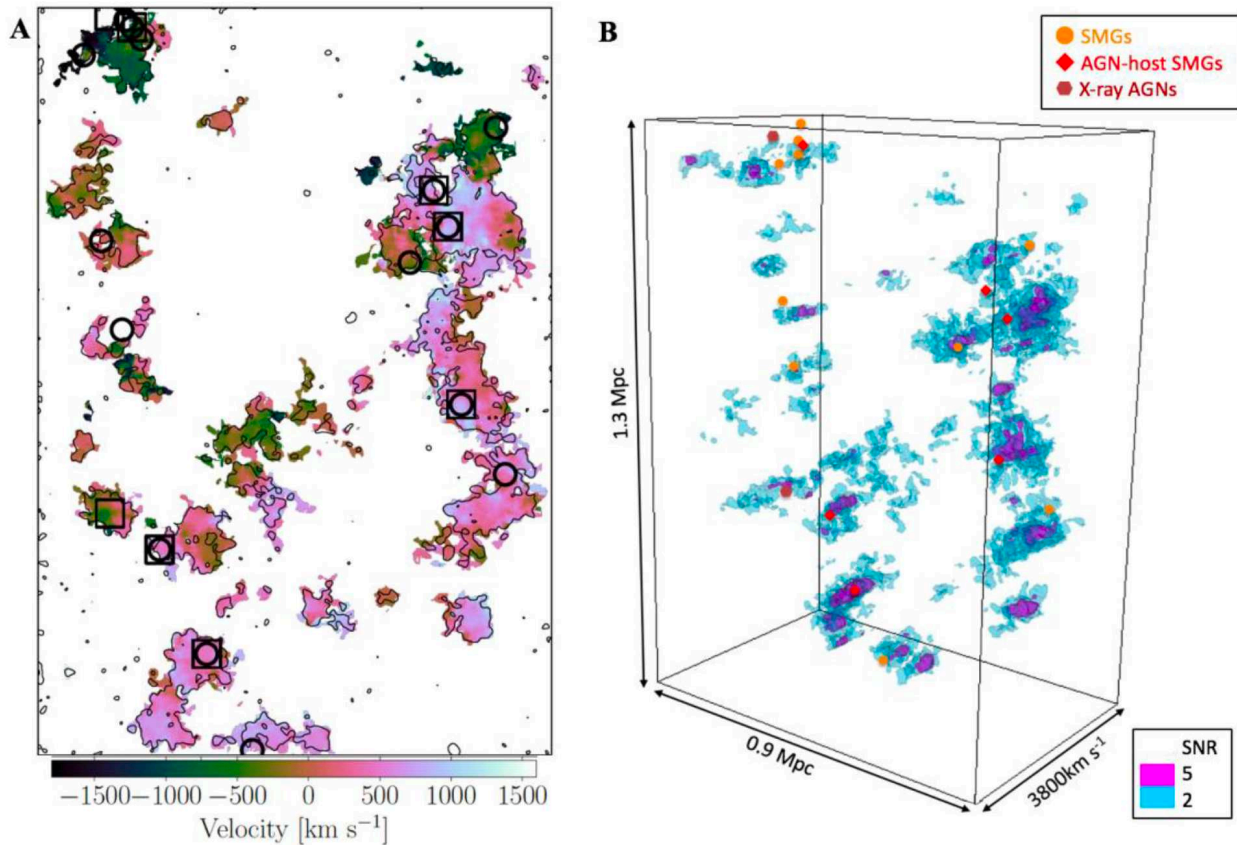 A
−1500 −1000 −500 0 500 1000 1500
Velocity [km s−1]
B
SMGs
AGN-host SMGs
X-ray AGNs
1.3 Mpc
0.9 Mpc
3800km s-1
SNR
5
2